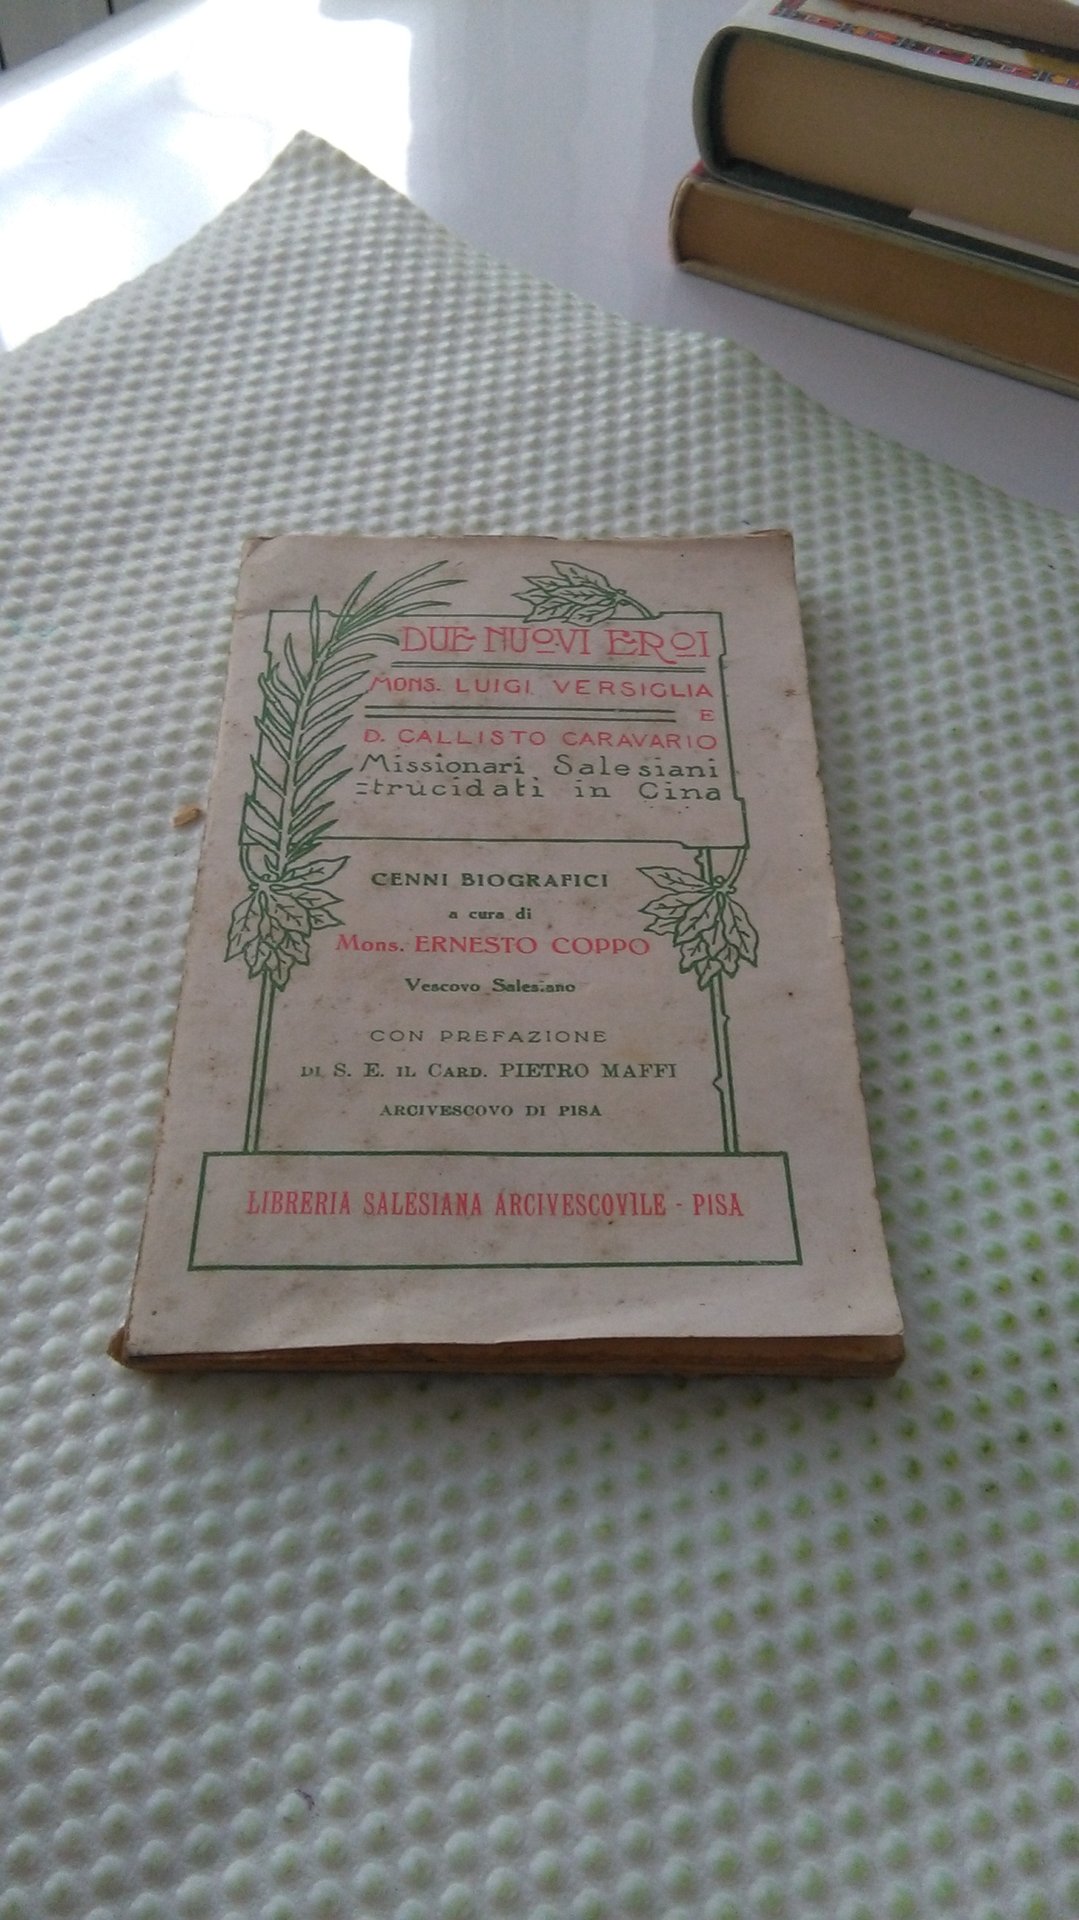 DUE NUOVI EROI
MONS. LUIGI VERSIGLIA
E
D. CALLISTO CARAVARIO
Missionari Salesiani
trucidati in Cina
CENNI BIOGRAFICI
a cura di
Mons. ERNESTO COPPO
Vescovo Salesiano
CON PREFAZIONE
DI S. E. IL CARD. PIETRO MAFFI
ARCIVESCOVO DI PISA
LIBRERIA SALESIANA ARCIVESCOVILE - PISA